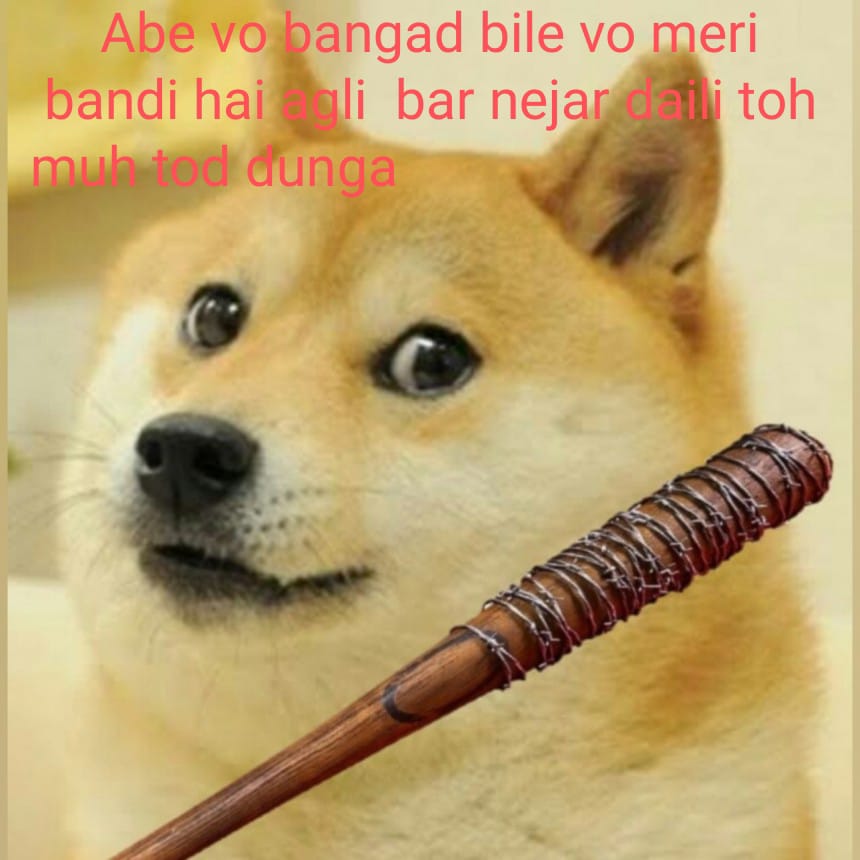 Abe vo bangad bile vo meri
bandi hai agli  bar nejar daili toh
muh tod dunga